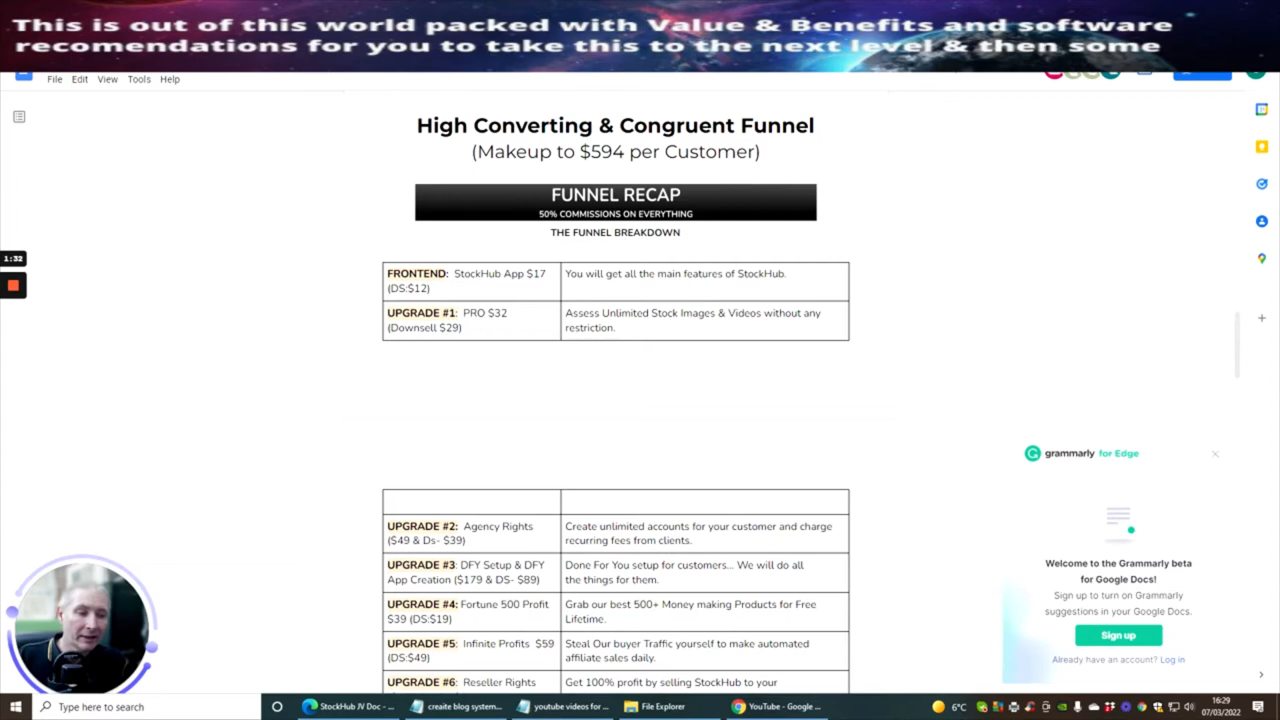 This is out of this world packed with Value & Benefits and software
recomendations for you to take this to the next level & then some
File Edit View Tools Help
High Converting & Congruent Funnel
(Makeup to $594 per Customer)
FUNNEL RECAP
50% COMMISSIONS ON EVERYTHING
THE FUNNEL BREAKDOWN
1:32
FRONTEND: StockHub App $17
(DS:$12)
You will get all the main features of StockHub.
UPGRADE #1: PRO $32
(Downsell $29)
Assess Unlimited Stock Images & Videos without any
restriction.
grammarly for Edge
UPGRADE #2: Agency Rights
($49 & Ds- $39)
Create unlimited accounts for your customer and charge
recurring fees from clients.
UPGRADE #3: DFY Setup & DFY
App Creation ($179 & DS- $89)
Done For You setup for customers... We will do all
the things for them.
UPGRADE #4: Fortune 500 Profit
$39 (DS:$19)
Grab our best 500+ Money making Products for Free
Lifetime.
UPGRADE #5: Infinite Profits $59
(DS:$49)
Steal Our buyer Traffic yourself to make automated
affiliate sales daily.
UPGRADE #6: Reseller Rights
Get 100% profit by selling StockHub to your
Welcome to the Grammarly beta
for Google Docs!
Sign up to turn on Grammarly
suggestions in your Google Docs.
Sign up
Already have an account? Log in
Type here to search
StockHub JV Doc - ...
creaite blog system...
youtube videos for ...
File Explorer
YouTube - Google ...
6°C
16:29
07/03/2022